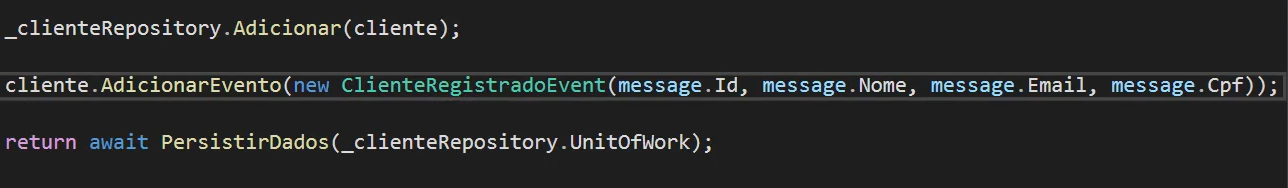 _clienteRepository.Adicionar(cliente);
cliente.AdicionarEvento(new ClienteRegistradoEvent(message.Id, message.Nome, message.Email, message.Cpf));
return await PersistirDados(_clienteRepository.UnitOfWork);